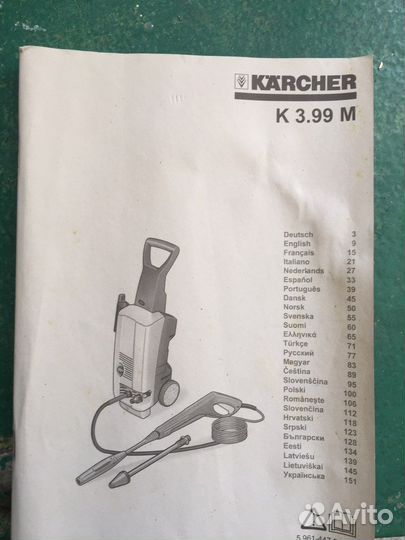 KÄRCHER
K 3.99 M
Deutsch 3
English 9
Français 15
Italiano 21
Nederlands 27
Español 33
Português 39
Dansk 45
Norsk 50
Svenska 55
Suomi 60
Ελληνικά 65
Türkçe 71
Русский 77
Magyar 83
Čeština 89
Slovenščina 95
Polski 100
Românește 106
Slovenčina 112
Hrvatski 118
Srpski 123
Български 128
Eesti 134
Latviešu 139
Lietuviškai 145
Українська 151
Avito